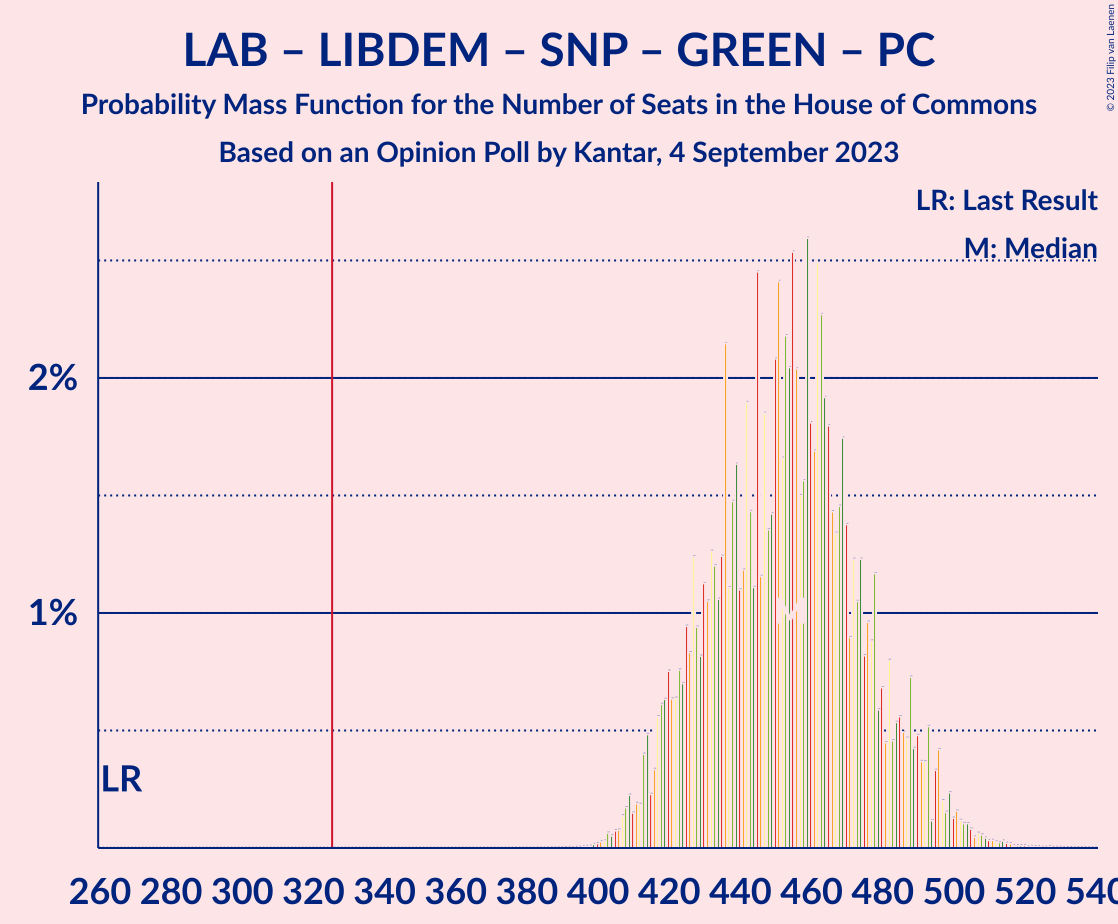 LAB – LIBDEM – SNP – GREEN – PC
Probability Mass Function for the Number of Seats in the House of Commons
Based on an Opinion Poll by Kantar, 4 September 2023
© 2023 Filip van Laenen
LR: Last Result
M: Median
2%
1%
M
LR
260 280 300 320 340 360 380 400 420 440 460 480 500 520 540